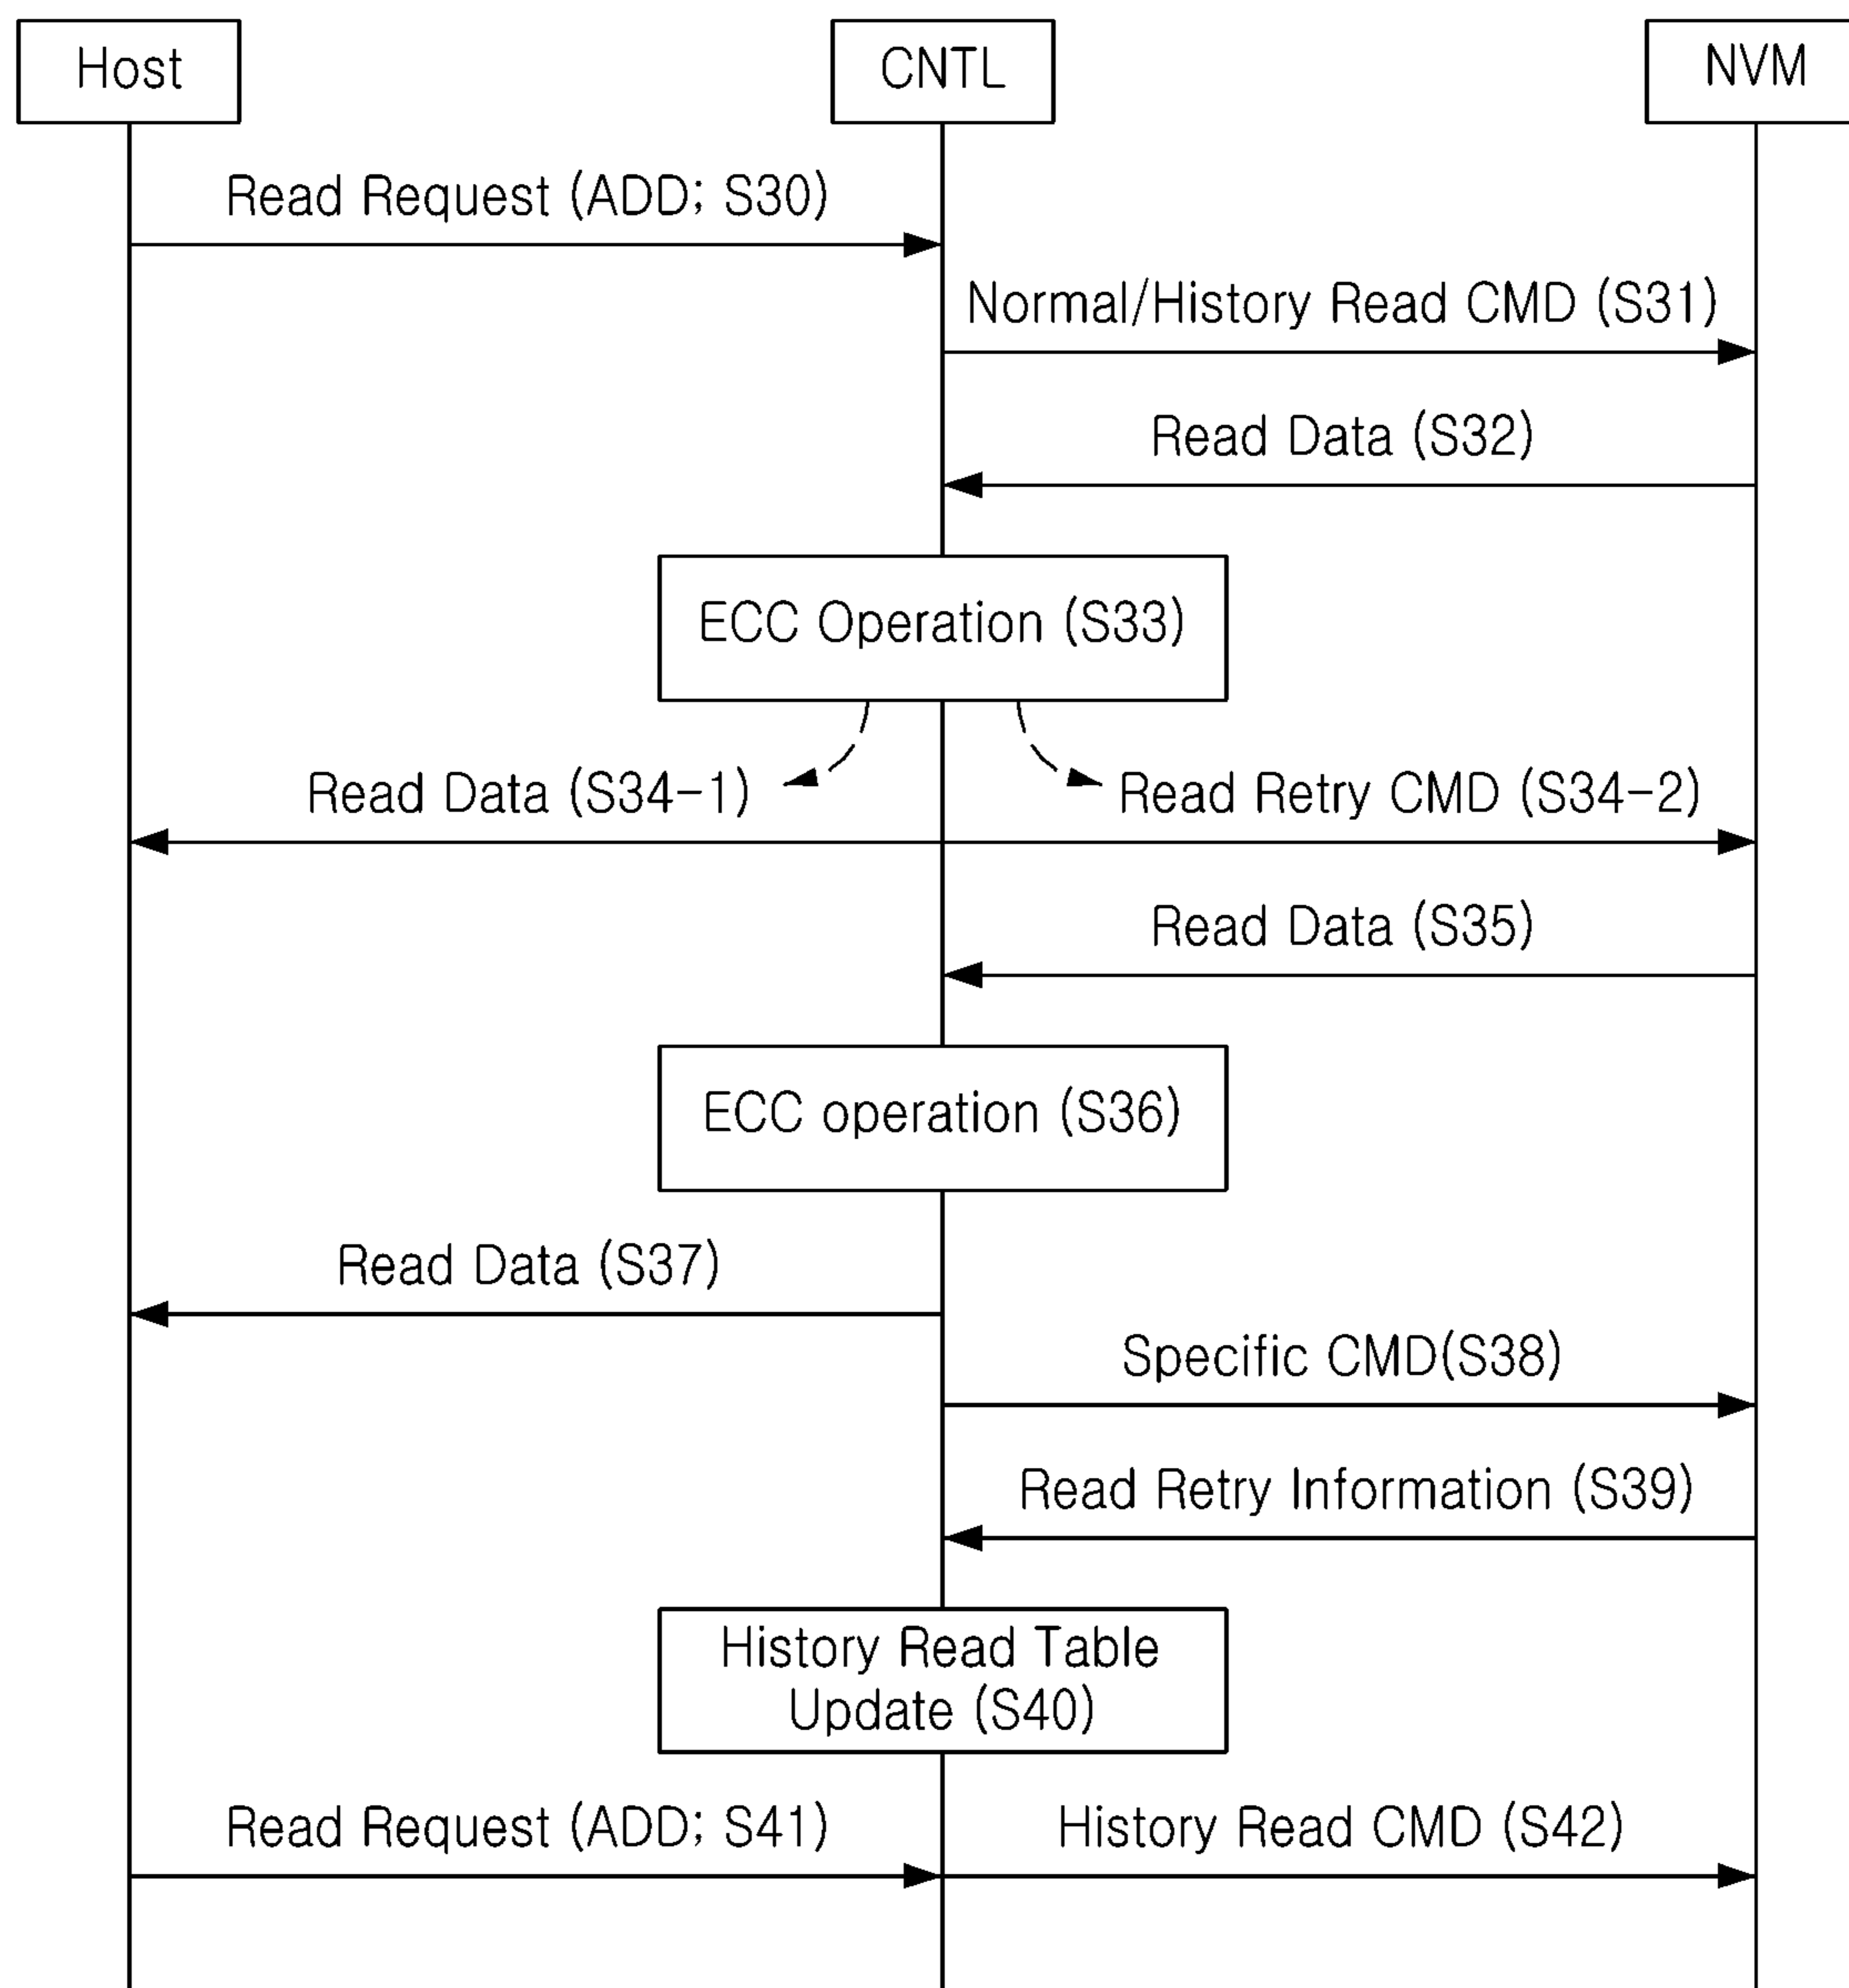 Host
CNTL
NVM
Read Request (ADD; S30)
Normal/History Read CMD (S31)
Read Data (S32)
ECC Operation (S33)
Read Data (S34-1)
Read Retry CMD (S34-2)
Read Data (S35)
ECC operation (S36)
Read Data (S37)
Specific CMD(S38)
Read Retry Information (S39)
History Read Table
Update (S40)
Read Request (ADD; S41)
History Read CMD (S42)